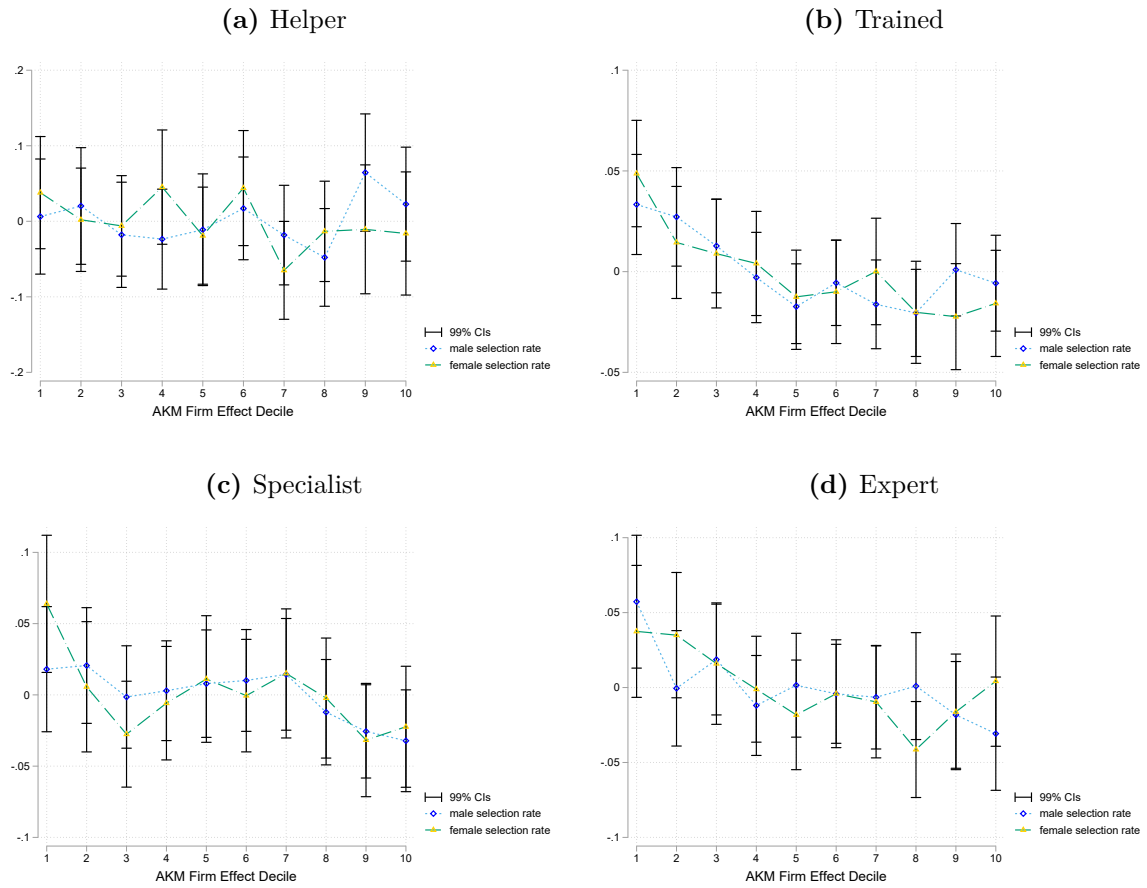 (a) Helper
.2
.1
0
-.1
-.2
1 2 3 4 5 6 7 8 9 10
AKM Firm Effect Decile
99% CIs
male selection rate
female selection rate
(b) Trained
.1
.05
0
-.05
1 2 3 4 5 6 7 8 9 10
AKM Firm Effect Decile
99% CIs
male selection rate
female selection rate
(c) Specialist
.1
.05
0
-.05
-.1
1 2 3 4 5 6 7 8 9 10
AKM Firm Effect Decile
99% CIs
male selection rate
female selection rate
(d) Expert
.1
.05
0
-.05
-.1
1 2 3 4 5 6 7 8 9 10
AKM Firm Effect Decile
99% CIs
male selection rate
female selection rate